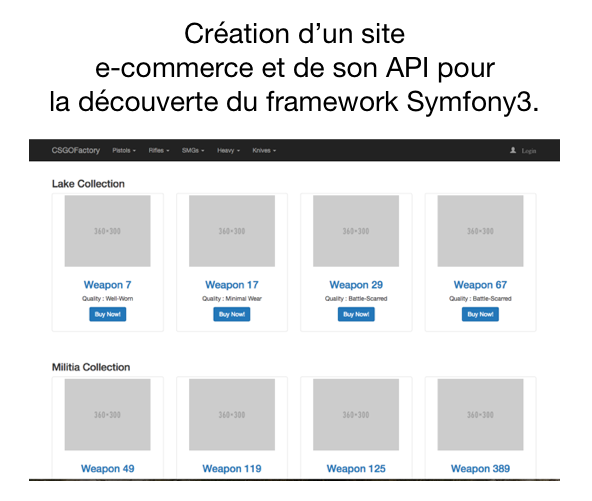 Création d’un site
e-commerce et de son API pour
la découverte du framework Symfony3.
CSGOFactory Pistols Rifles SMGs Heavy Knives Login
Lake Collection
360×300 360×300 360×300 360×300
Weapon 7 Weapon 17 Weapon 29 Weapon 67
Quality : Well-Worn Quality : Minimal Wear Quality : Battle-Scarred Quality : Battle-Scarred
Buy Now! Buy Now! Buy Now! Buy Now!
Militia Collection
360×300 360×300 360×300 360×300
Weapon 49 Weapon 119 Weapon 125 Weapon 389